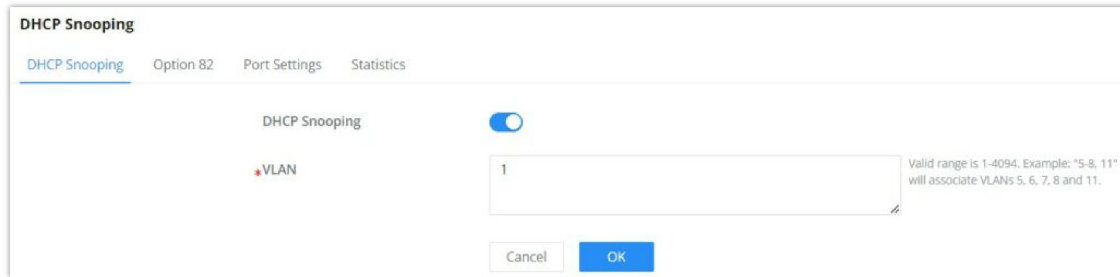 DHCP Snooping
DHCP Snooping Option 82 Port Settings Statistics
DHCP Snooping
*VLAN
1
Valid range is 1-4094. Example: "5-8, 11"
will associate VLANs 5, 6, 7, 8 and 11.
Cancel OK